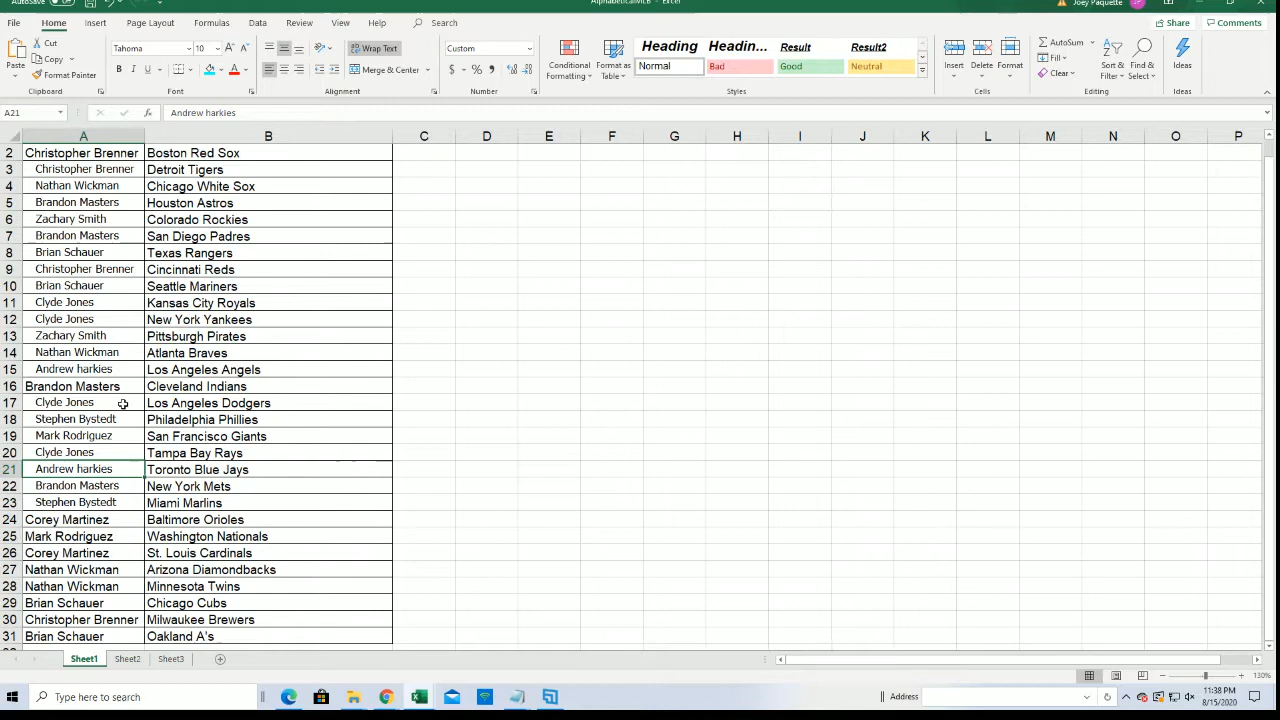 AutoSave Off AlphabeticalMLB - Excel Joey Paquette JP
File Home Insert Page Layout Formulas Data Review View Help Search Share Comments
Paste Cut Copy Format Painter Clipboard
Tahoma 10 A^ A˅ B U A Font
Wrap Text Merge & Center Alignment
Custom $ % , Number
Conditional Formatting Format as Table
Heading Headin... Result Result2
Normal Bad Good Neutral
Styles
Insert Delete Format Cells
AutoSum Fill Clear Sort & Filter Find & Select Editing
Ideas Ideas
A21 fx Andrew harkies
A B C D E F G H I J K L M N O P
2 Christopher Brenner Boston Red Sox
3 Christopher Brenner Detroit Tigers
4 Nathan Wickman Chicago White Sox
5 Brandon Masters Houston Astros
6 Zachary Smith Colorado Rockies
7 Brandon Masters San Diego Padres
8 Brian Schauer Texas Rangers
9 Christopher Brenner Cincinnati Reds
10 Brian Schauer Seattle Mariners
11 Clyde Jones Kansas City Royals
12 Clyde Jones New York Yankees
13 Zachary Smith Pittsburgh Pirates
14 Nathan Wickman Atlanta Braves
15 Andrew harkies Los Angeles Angels
16 Brandon Masters Cleveland Indians
17 Clyde Jones Los Angeles Dodgers
18 Stephen Bystedt Philadelphia Phillies
19 Mark Rodriguez San Francisco Giants
20 Clyde Jones Tampa Bay Rays
21 Andrew harkies Toronto Blue Jays
22 Brandon Masters New York Mets
23 Stephen Bystedt Miami Marlins
24 Corey Martinez Baltimore Orioles
25 Mark Rodriguez Washington Nationals
26 Corey Martinez St. Louis Cardinals
27 Nathan Wickman Arizona Diamondbacks
28 Nathan Wickman Minnesota Twins
29 Brian Schauer Chicago Cubs
30 Christopher Brenner Milwaukee Brewers
31 Brian Schauer Oakland A's
Sheet1 Sheet2 Sheet3
130%
Type here to search Address 11:38 PM
8/15/2020